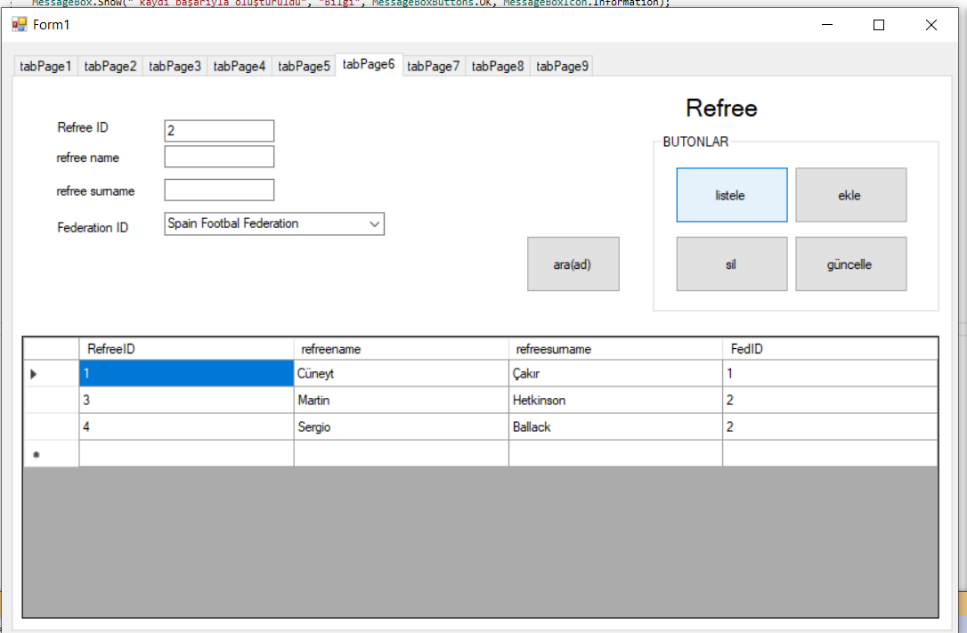 MessageBox.Show(" kaydı başarıyla oluşturuldu", "Bilgi", MessageBoxButtons.OK, MessageBoxIcon.Information);
Form1
tabPage1 tabPage2 tabPage3 tabPage4 tabPage5 tabPage6 tabPage7 tabPage8 tabPage9
Refree
Refree ID 2
refree name
refree surname
Federation ID Spain Footbal Federation
BUTONLAR
listele ekle
ara(ad) sil güncelle
RefreeID refreename refreesurname FedID
1 Cüneyt Çakır 1
3 Martin Hetkinson 2
4 Sergio Ballack 2